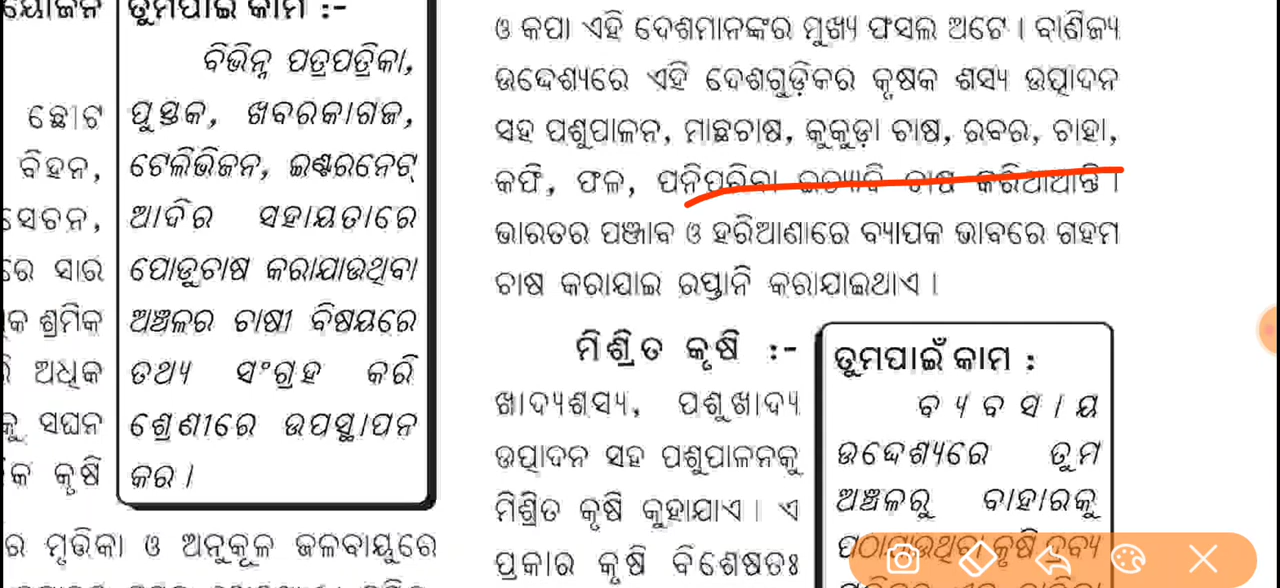 ୟୋଜନ
ତୁମପାଇଁ କାମ :-
ବିଭିନ୍ନ ପତ୍ରପତ୍ରିକା,
ପୁସ୍ତକ, ଖବରକାଗଜ,
ଟେଲିଭିଜନ, ଇଣ୍ଟରନେଟ୍
ଆଦିର ସହାୟତାରେ
ପୋଡୁଚାଷ କରାଯାଉଥିବା
ଅଞ୍ଚଳର ଚାଷୀ ବିଷୟରେ
ତଥ୍ୟ ସଂଗ୍ରହ କରି
ଶ୍ରେଣୀରେ ଉପସ୍ଥାପନ
କର।
ଛୋଟ
ବିହନ,
ସେଚନ,
ରେ ସାର
କ ଶ୍ରମିକ
ଅଧିକ
କୁ ସଘନ
କ କୃଷି
ର ମୃତ୍ତିକା ଓ ଅନୁକୂଳ ଜଳବାୟୁରେ
ଓ କପା ଏହି ଦେଶମାନଙ୍କର ମୁଖ୍ୟ ଫସଲ ଅଟେ । ବାଣିଜ୍ୟ
ଉଦ୍ଦେଶ୍ୟରେ ଏହି ଦେଶଗୁଡ଼ିକର କୃଷକ ଶସ୍ୟ ଉତ୍ପାଦନ
ସହ ପଶୁପାଳନ, ମାଛଚାଷ, କୁକୁଡ଼ା ଚାଷ, ରବର, ଚାହା,
କଫି, ଫଳ, ପନିପରିବା ଇତ୍ୟାଦି ଚାଷ କରିଥାଆନ୍ତି ।
ଭାରତର ପଞ୍ଜାବ ଓ ହରିଆଣାରେ ବ୍ୟାପକ ଭାବରେ ଗହମ
ଚାଷ କରାଯାଇ ରପ୍ତାନି କରାଯାଇଥାଏ ।
ମିଶ୍ରିତ କୃଷି :-
ଖାଦ୍ୟଶସ୍ୟ, ପଶୁଖାଦ୍ୟ
ଉତ୍ପାଦନ ସହ ପଶୁପାଳନକୁ
ମିଶ୍ରିତ କୃଷି କୁହାଯାଏ । ଏ
ପ୍ରକାର କୃଷି ବିଶେଷତଃ
ତୁମପାଇଁ କାମ :
ବ୍ୟବସାୟ
ଉଦ୍ଦେଶ୍ୟରେ ତୁମ
ଅଞ୍ଚଳରୁ ବାହାରକୁ
ପଠାଯାଉଥିବା କୃଷି ଦ୍ରବ୍ୟ